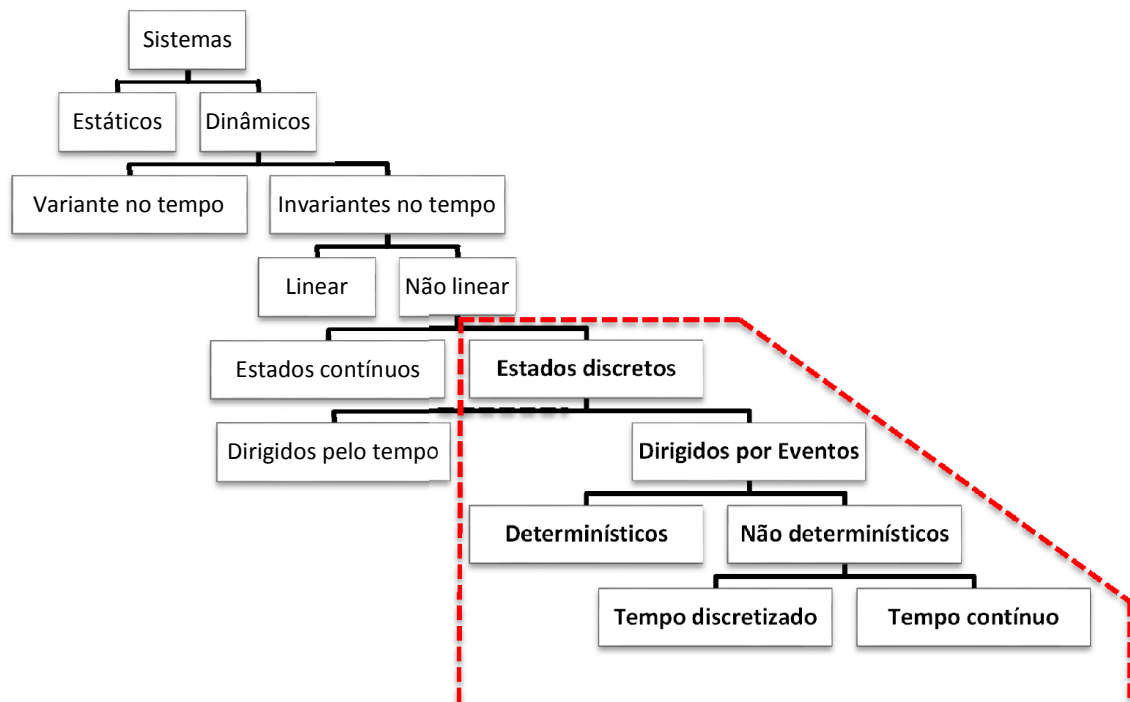 Sistemas
Estáticos
Dinâmicos
Variante no tempo
Invariantes no tempo
Linear
Não linear
Estados contínuos
Estados discretos
Dirigidos pelo tempo
Dirigidos por Eventos
Determinísticos
Não determinísticos
Tempo discretizado
Tempo contínuo